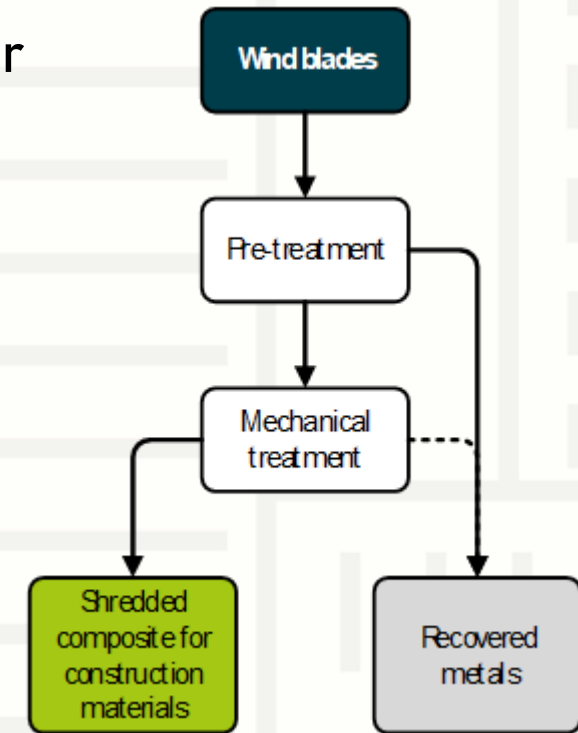 r
Wind blades
Pre-treatment
Mechanical
treatment
Shredded
composite for
construction
materials
Recovered
metals